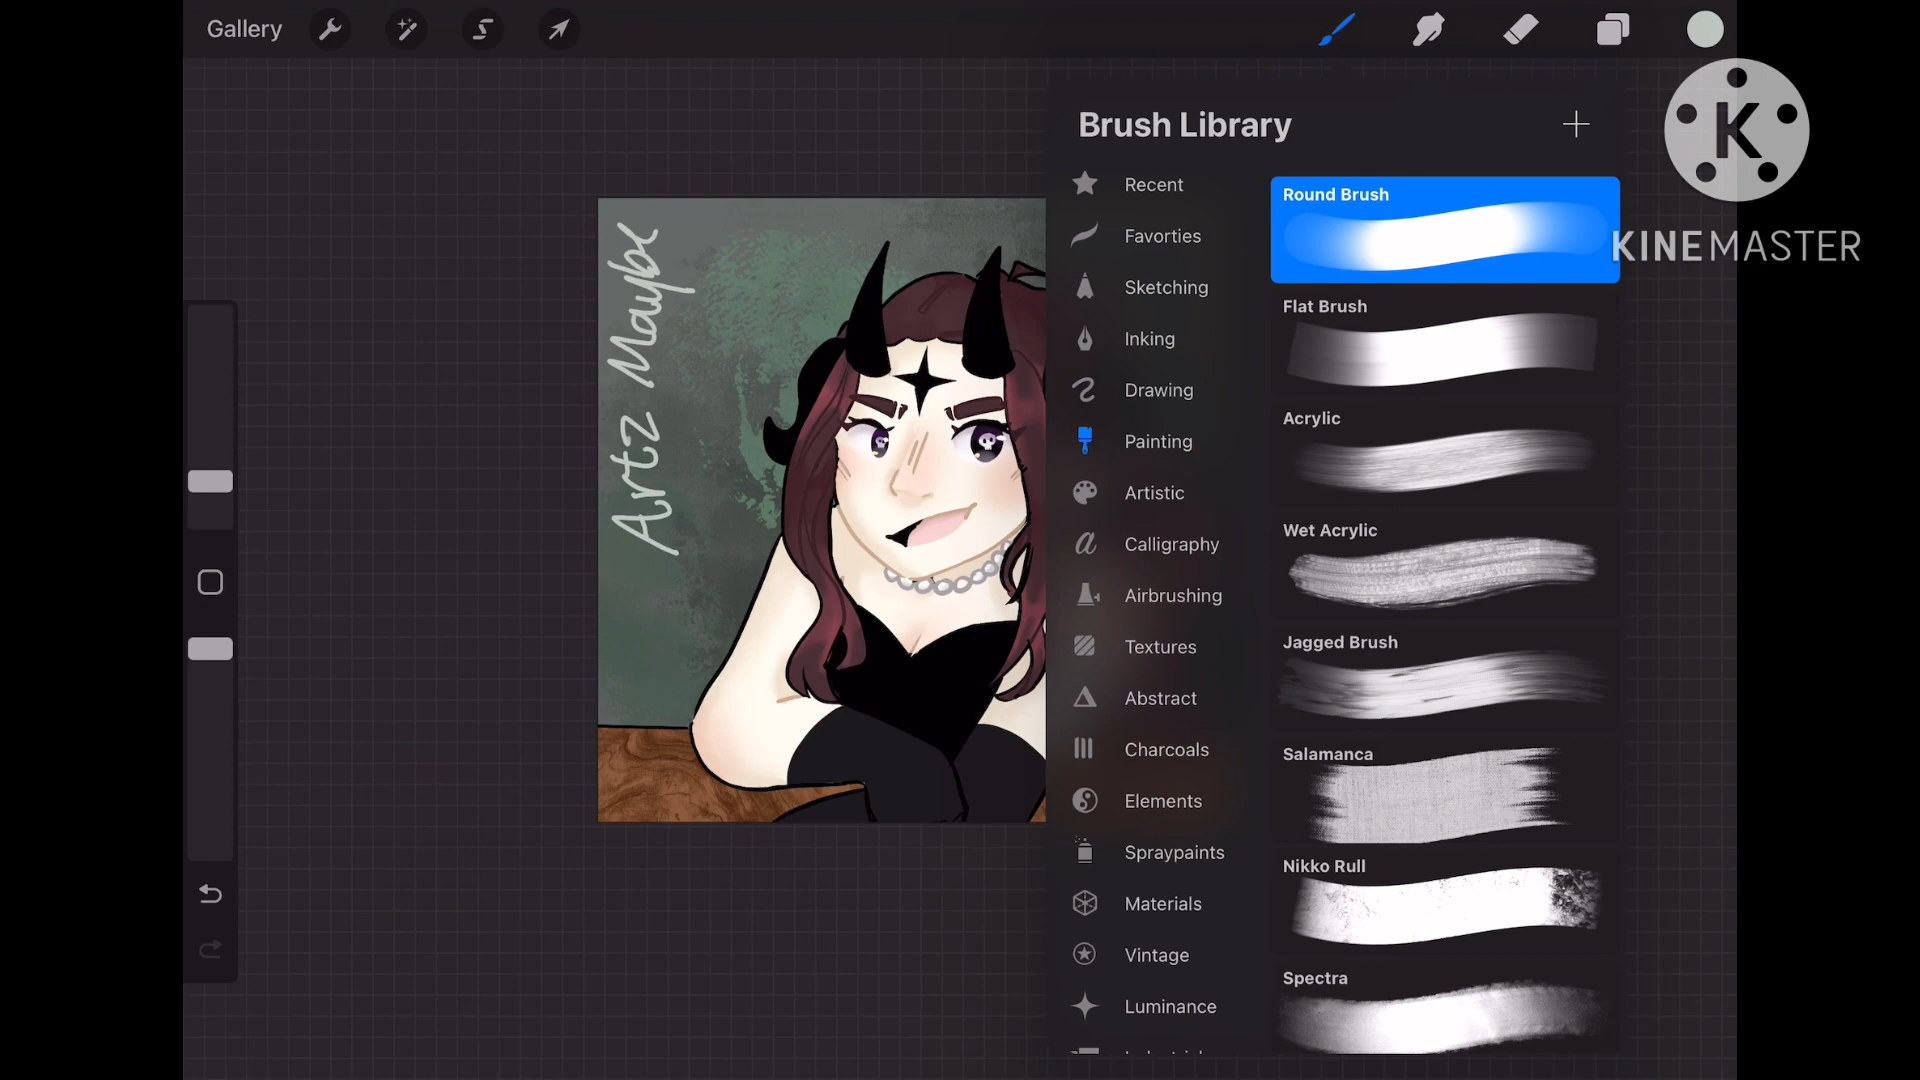 Gallery
Brush Library
K
KINEMASTER
Recent
Favorties
Sketching
Inking
Drawing
Painting
Artistic
Calligraphy
Airbrushing
Textures
Abstract
Charcoals
Elements
Spraypaints
Materials
Vintage
Luminance
Round Brush
Flat Brush
Acrylic
Wet Acrylic
Jagged Brush
Salamanca
Nikko Rull
Spectra
Artz Maybe